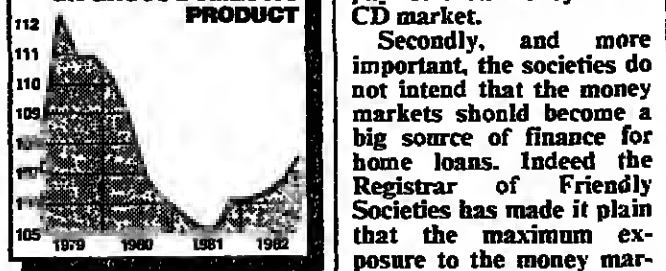 PRODUCT
112
111
110
109
105
1979 1980 1981 1982
CD market.
Secondly, and more
important, the societies do
not intend that the money
markets should become a
big source of finance for
home loans. Indeed the
Registrar of Friendly
Societies has made it plain
that the maximum ex-
posure to the money mar-